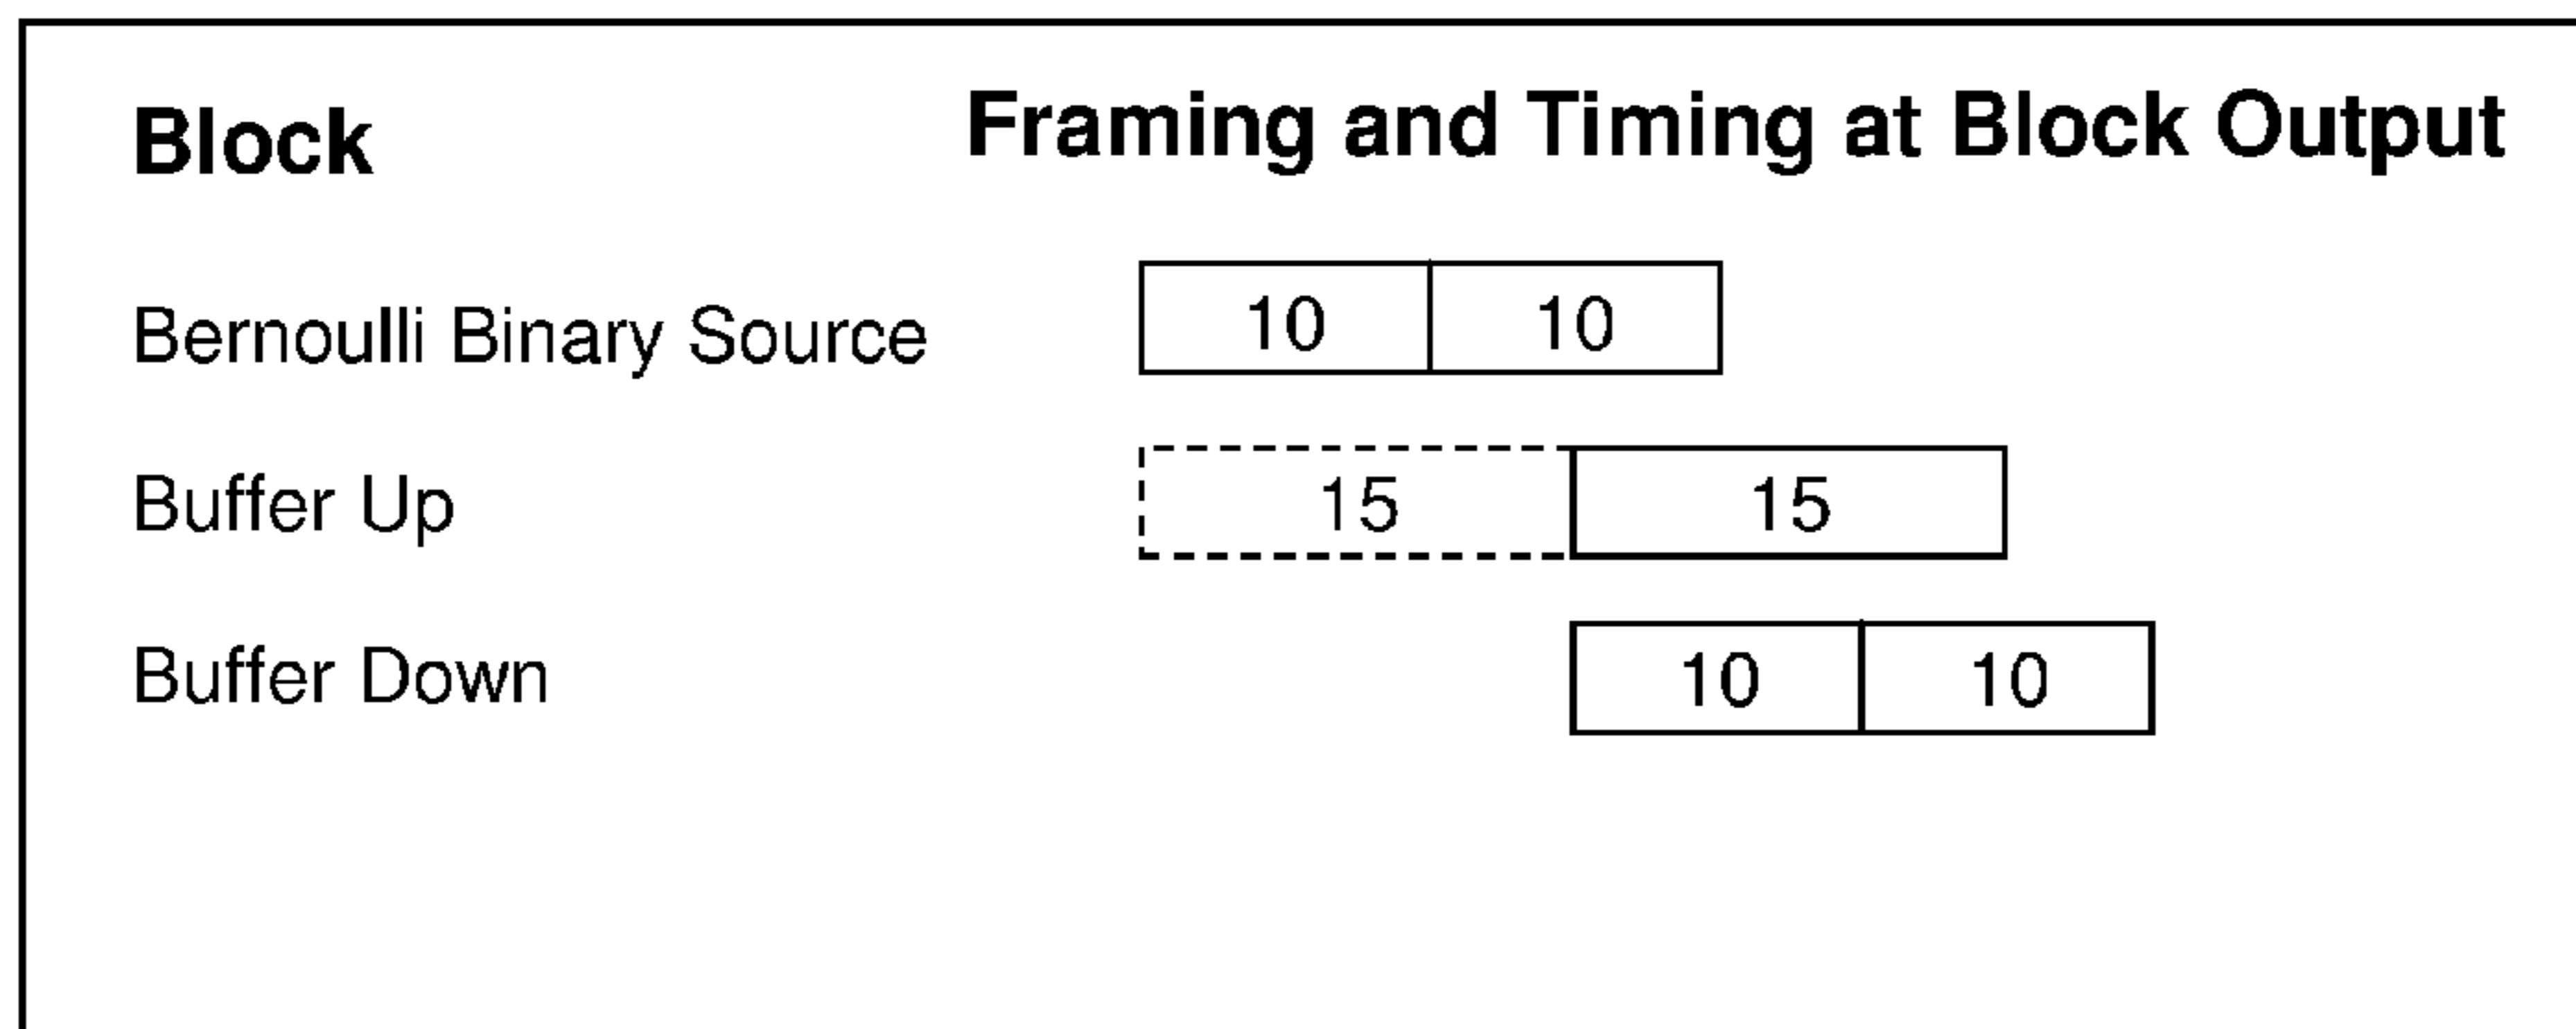 Block Framing and Timing at Block Output
Bernoulli Binary Source 10 10
Buffer Up 15 15
Buffer Down 10 10